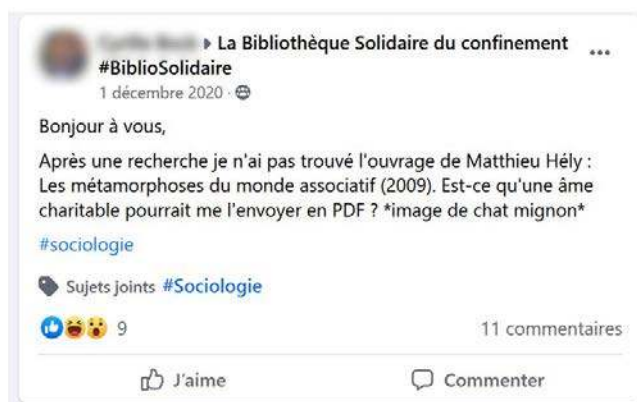 La Bibliothèque Solidaire du confinement
#BiblioSolidaire
1 décembre 2020
Bonjour à vous,
Après une recherche je n'ai pas trouvé l'ouvrage de Matthieu Hély :
Les métamorphoses du monde associatif (2009). Est-ce qu'une âme
charitable pourrait me l'envoyer en PDF ? *image de chat mignon*
#sociologie
Sujets joints #Sociologie
9 11 commentaires
J'aime Commenter